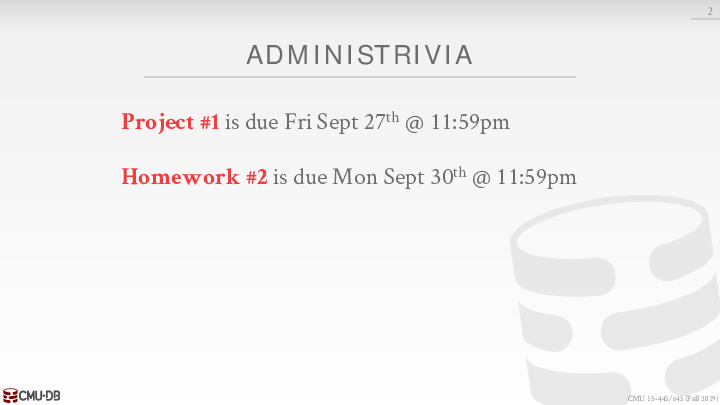 2
ADMINISTRIVIA
Project #1 is due Fri Sept 27th @ 11:59pm
Homework #2 is due Mon Sept 30th @ 11:59pm
CMU·DB
CMU 15-445/645 (Fall 2019)